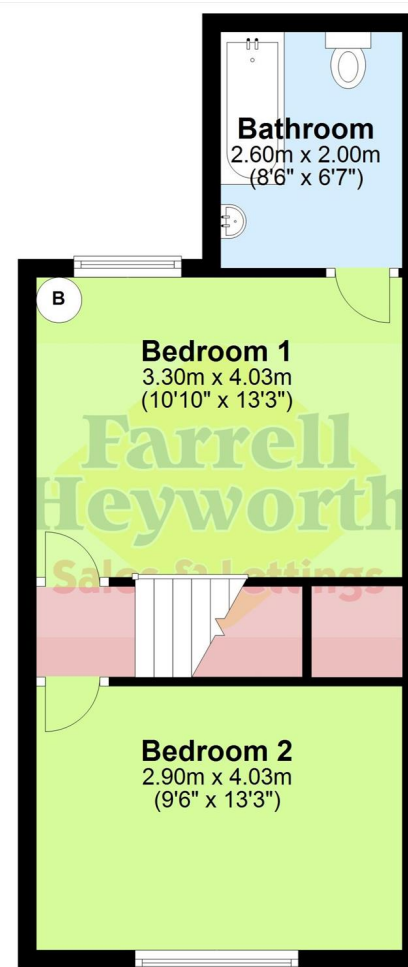 Bathroom
2.60m x 2.00m
(8'6" x 6'7")
B
Bedroom 1
3.30m x 4.03m
(10'10" x 13'3")
Farrell
Heyworth
Sales & Lettings
Bedroom 2
2.90m x 4.03m
(9'6" x 13'3")